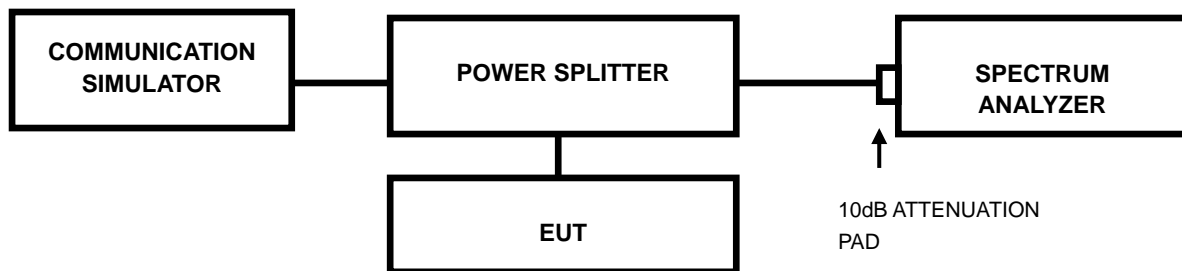 COMMUNICATION
SIMULATOR
POWER SPLITTER
SPECTRUM
ANALYZER
EUT
10dB ATTENUATION
PAD